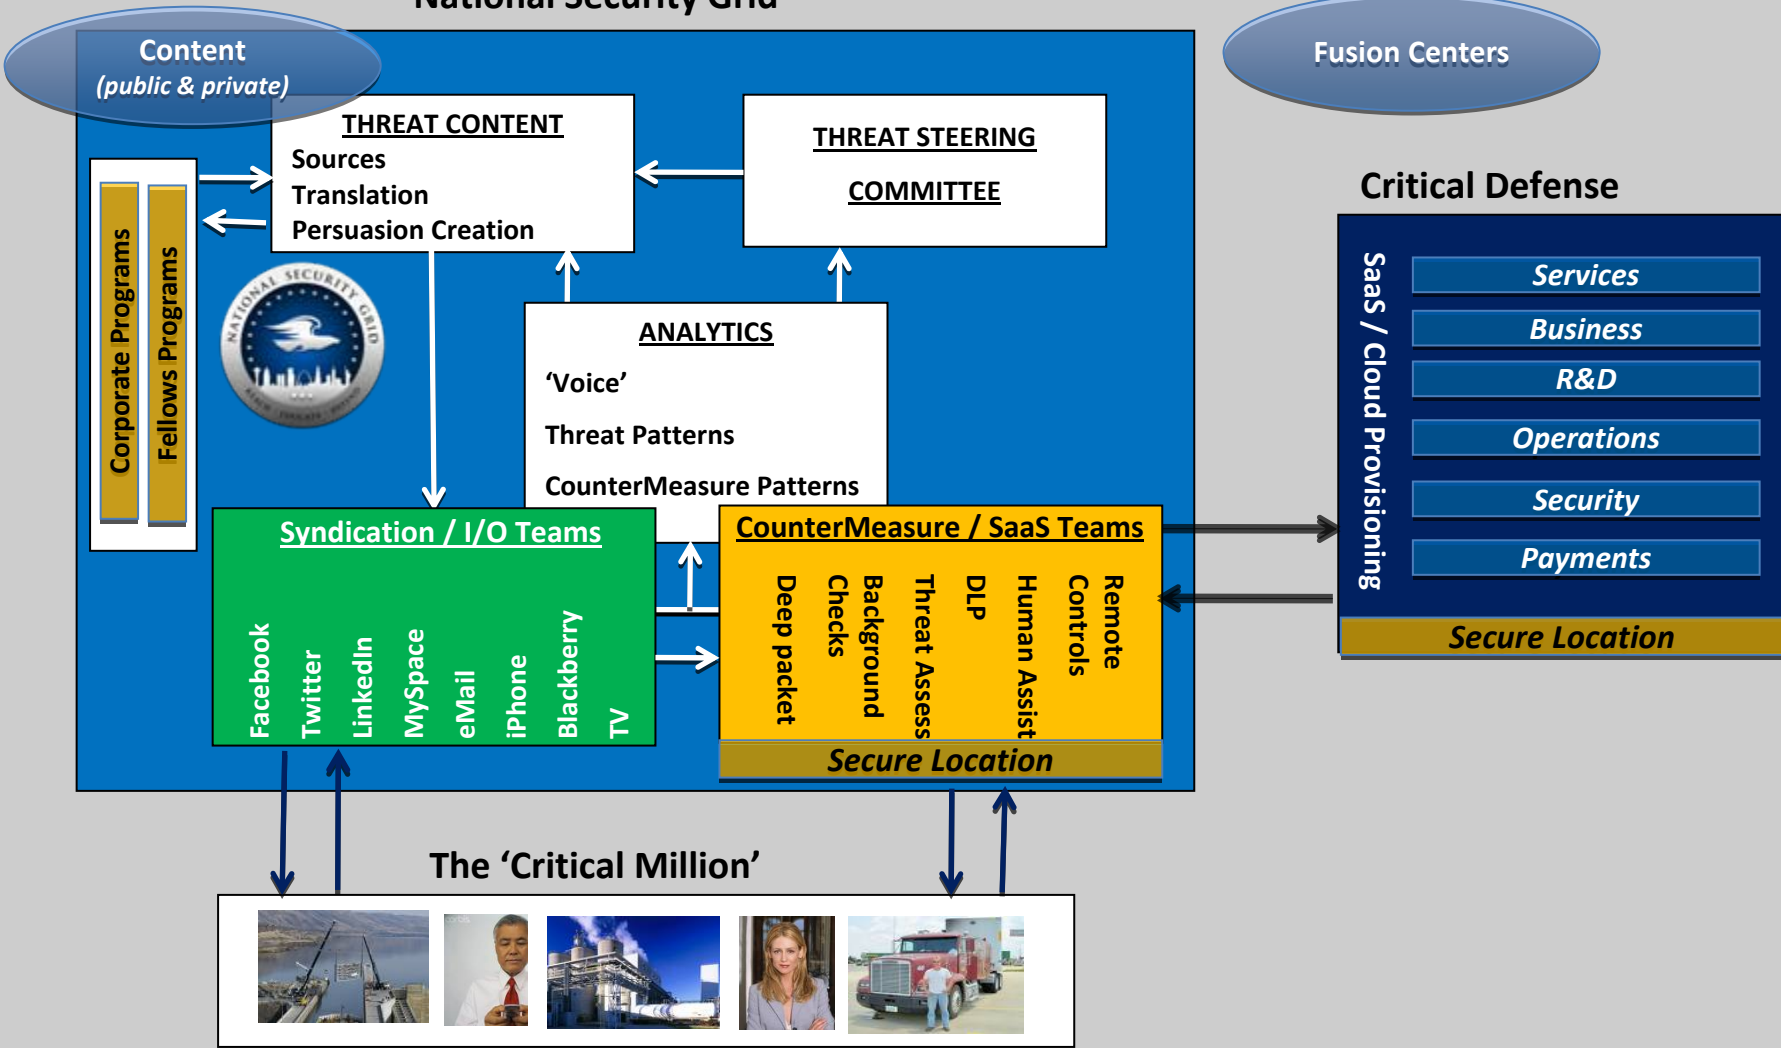 National Security Grid
Content
(public & private)
Fusion Centers
THREAT CONTENT
Sources
Translation
Persuasion Creation
THREAT STEERING
COMMITTEE
Corporate Programs
Fellows Programs
NATIONAL SECURITY GRID
ANALYTICS
‘Voice’
Threat Patterns
CounterMeasure Patterns
Syndication / I/O Teams
Facebook
Twitter
LinkedIn
MySpace
eMail
iPhone
Blackberry
TV
CounterMeasure / SaaS Teams
Deep packet
Background
Checks
Threat Assess
DLP
Human Assist
Remote
Controls
Secure Location
Critical Defense
SaaS / Cloud Provisioning
Services
Business
R&D
Operations
Security
Payments
Secure Location
The ‘Critical Million’